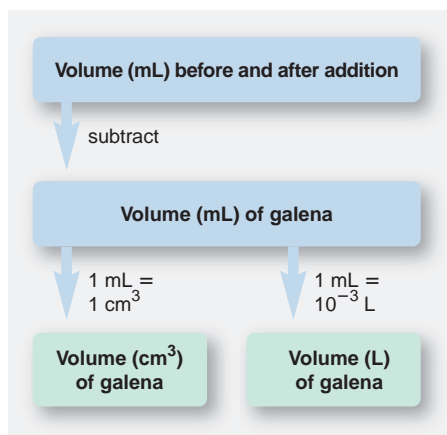 Volume (mL) before and after addition
subtract
Volume (mL) of galena
1 mL =
1 cm³
1 mL =
10⁻³ L
Volume (cm³)
of galena
Volume (L)
of galena